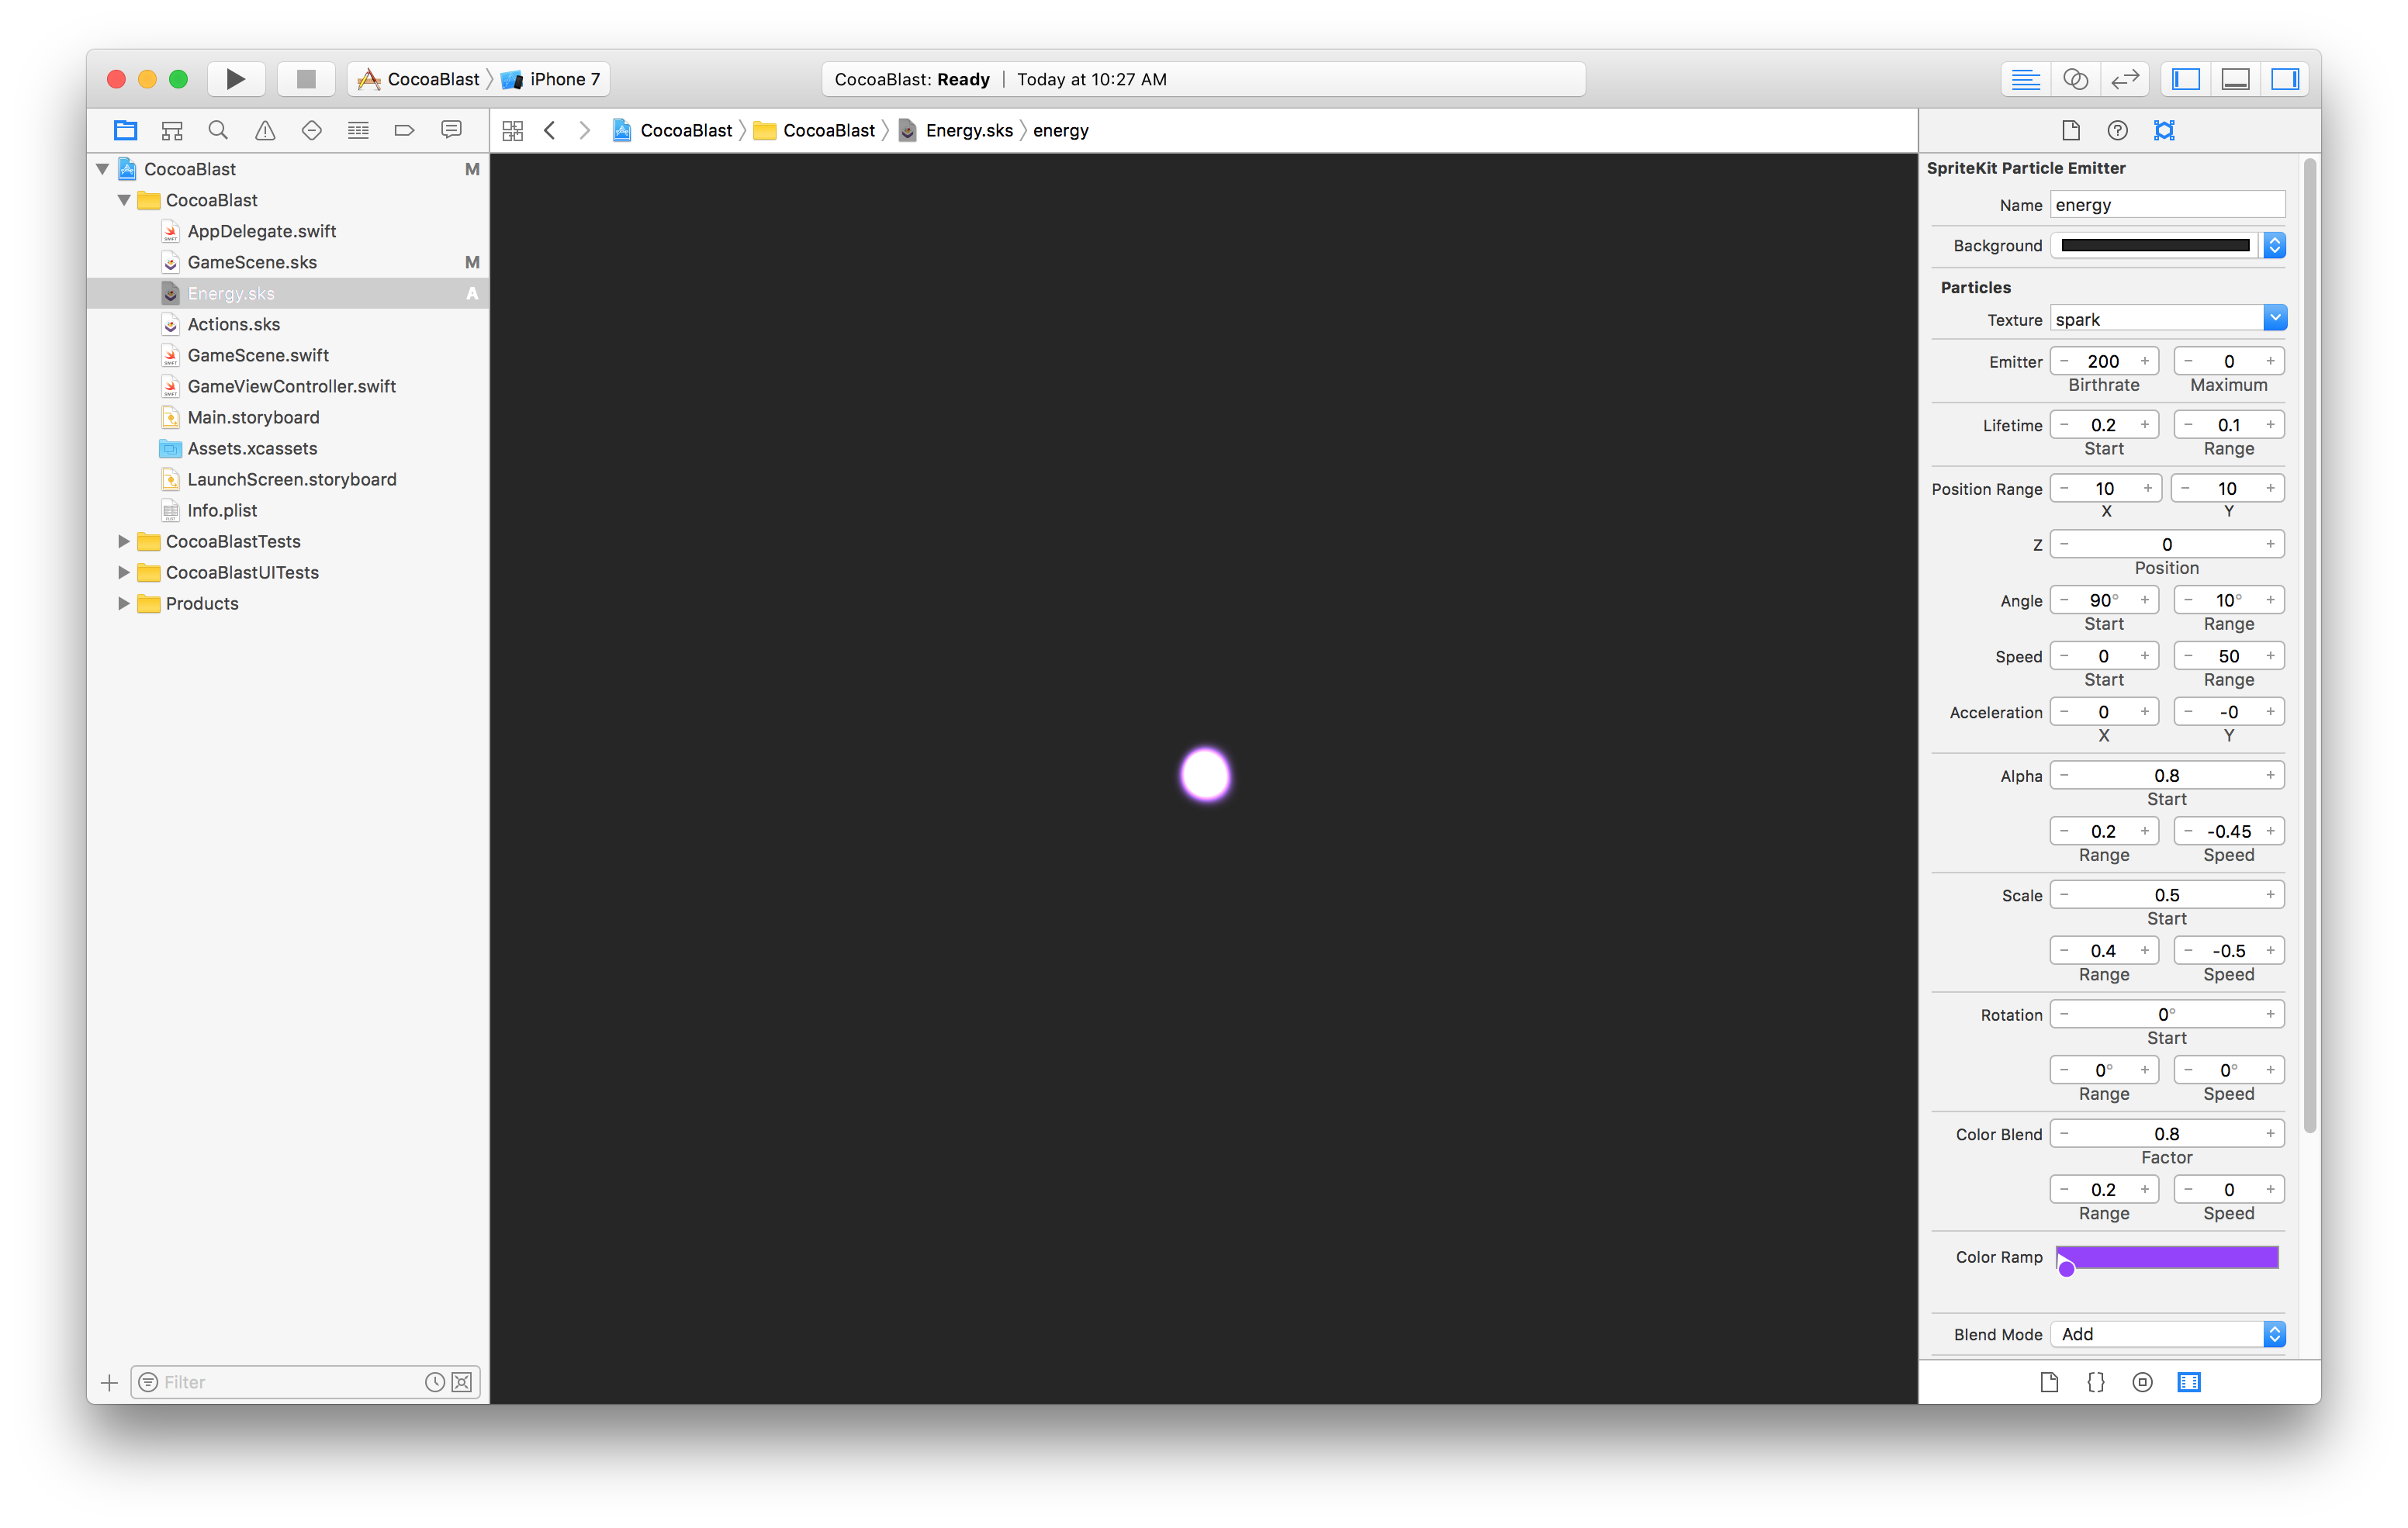 CocoaBlast iPhone 7
CocoaBlast: Ready | Today at 10:27 AM
CocoaBlast CocoaBlast Energy.sks energy
CocoaBlast M
CocoaBlast
AppDelegate.swift
GameScene.sks M
Energy.sks A
Actions.sks
GameScene.swift
GameViewController.swift
Main.storyboard
Assets.xcassets
LaunchScreen.storyboard
Info.plist
CocoaBlastTests
CocoaBlastUITests
Products
Filter
SpriteKit Particle Emitter
Name energy
Background
Particles
Texture spark
Emitter − 200 + − 0 +
Birthrate Maximum
Lifetime − 0.2 + − 0.1 +
Start Range
Position Range − 10 + − 10 +
X Y
Z − 0 +
Position
Angle − 90° + − 10° +
Start Range
Speed − 0 + − 50 +
Start Range
Acceleration − 0 + − -0 +
X Y
Alpha − 0.8 +
Start
− 0.2 + − -0.45 +
Range Speed
Scale − 0.5 +
Start
− 0.4 + − -0.5 +
Range Speed
Rotation − 0° +
Start
− 0° + − 0° +
Range Speed
Color Blend − 0.8 +
Factor
− 0.2 + − 0 +
Range Speed
Color Ramp
Blend Mode Add